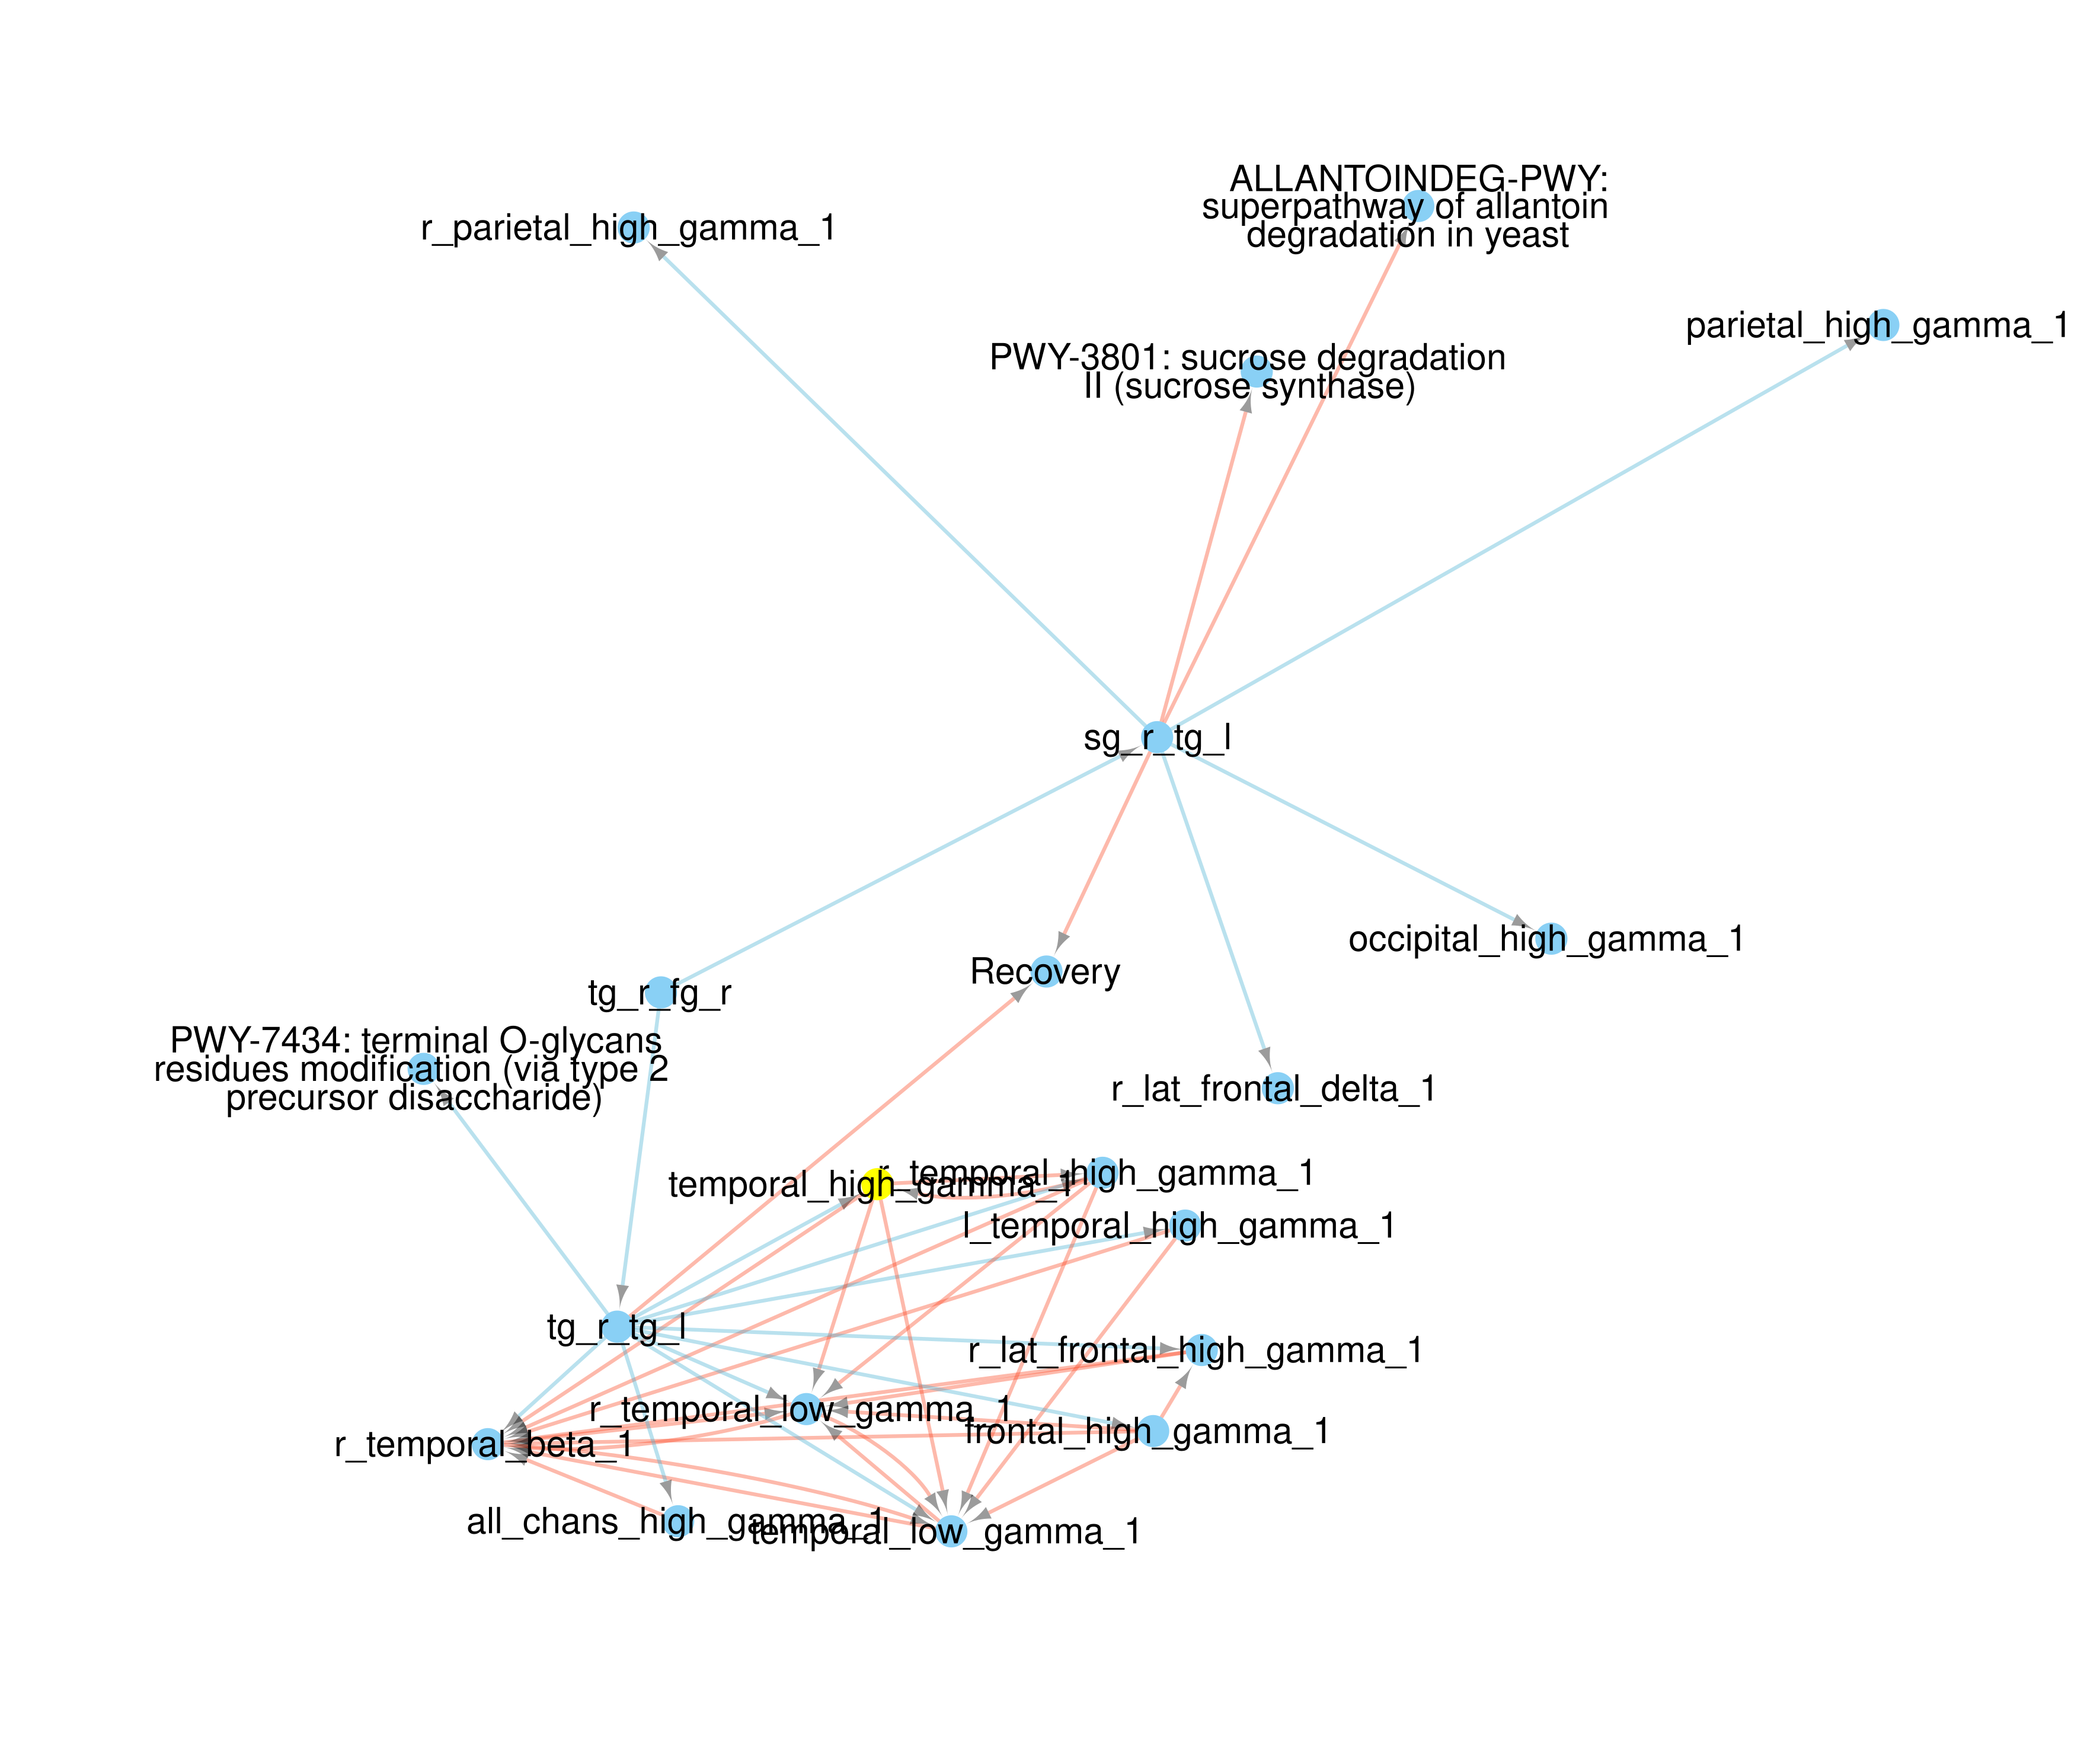 ALLANTOINDEG-PWY:
superpathway of allantoin
degradation in yeast
r_parietal_high_gamma_1
parietal_high_gamma_1
PWY-3801: sucrose degradation
II (sucrose synthase)
sg_r_tg_l
occipital_high_gamma_1
Recovery
tg_r_fg_r
PWY-7434: terminal O-glycans
residues modification (via type 2
precursor disaccharide)
r_lat_frontal_delta_1
temporal_high_gamma_1
r_temporal_high_gamma_1
l_temporal_high_gamma_1
tg_r_tg_l
r_lat_frontal_high_gamma_1
r_temporal_low_gamma_1
frontal_high_gamma_1
r_temporal_beta_1
all_chans_high_gamma_1
temporal_low_gamma_1